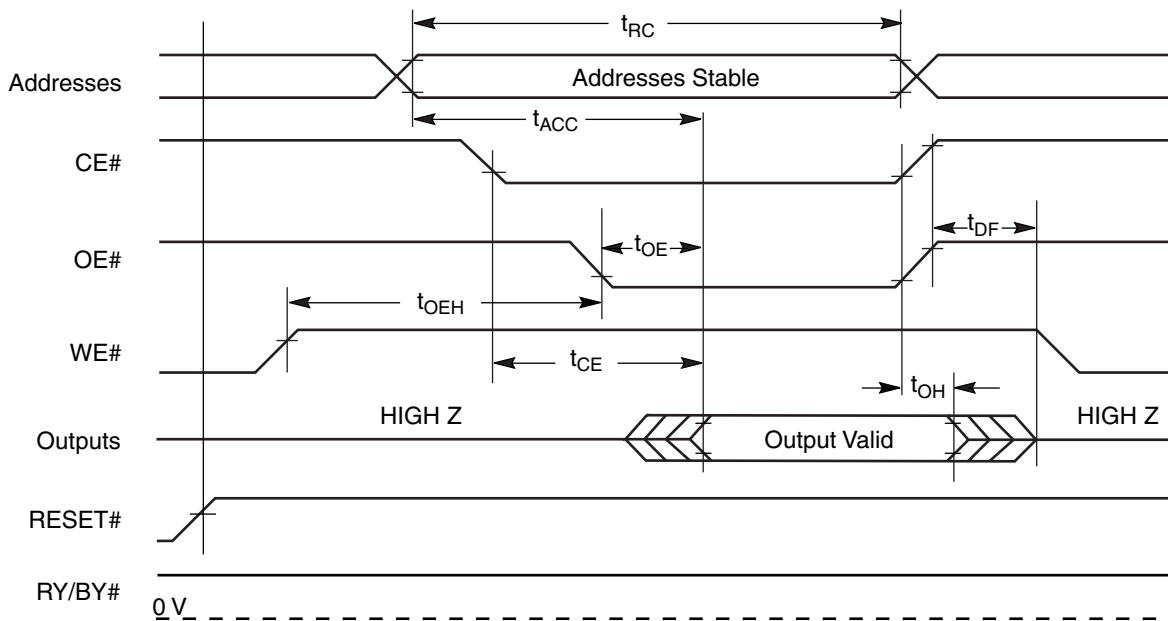 tRC
Addresses
Addresses Stable
tACC
CE#
tDF
OE#
tOE
tOEH
WE#
tCE
tOH
HIGH Z
HIGH Z
Outputs
Output Valid
RESET#
RY/BY#
0 V